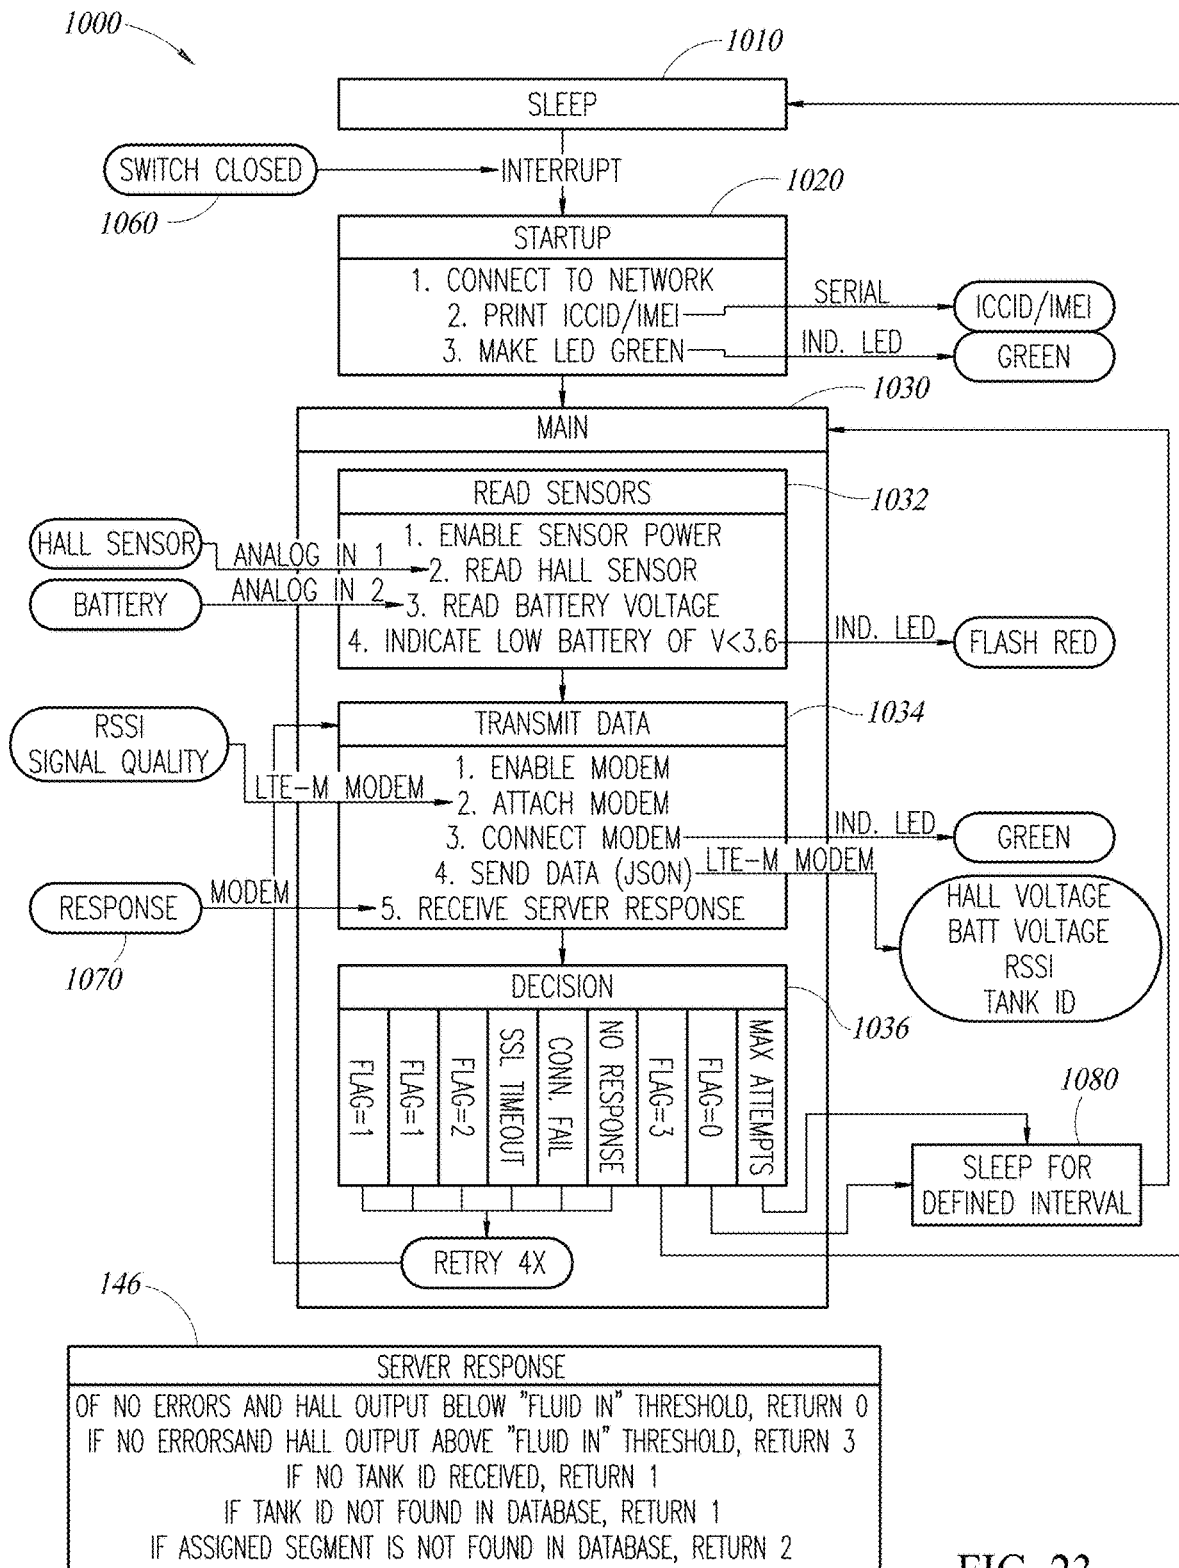 1000
1010
SLEEP
SWITCH CLOSED
INTERRUPT
1060
1020
STARTUP
1. CONNECT TO NETWORK
2. PRINT ICCID/IMEI
SERIAL
ICCID/IMEI
3. MAKE LED GREEN
IND. LED
GREEN
1030
MAIN
READ SENSORS
1032
1. ENABLE SENSOR POWER
HALL SENSOR
ANALOG IN 1
2. READ HALL SENSOR
BATTERY
ANALOG IN 2
3. READ BATTERY VOLTAGE
4. INDICATE LOW BATTERY OF V<3.6
IND. LED
FLASH RED
TRANSMIT DATA
1034
RSSI
SIGNAL QUALITY
1. ENABLE MODEM
LTE-M MODEM
2. ATTACH MODEM
3. CONNECT MODEM
IND. LED
GREEN
4. SEND DATA (JSON)
LTE-M MODEM
HALL VOLTAGE
BATT VOLTAGE
RSSI
TANK ID
RESPONSE
MODEM
5. RECEIVE SERVER RESPONSE
1070
DECISION
1036
FLAG=1
FLAG=1
FLAG=2
SSL TIMEOUT
CONN. FAIL
NO RESPONSE
FLAG=3
FLAG=0
MAX ATTEMPTS
1080
SLEEP FOR
DEFINED INTERVAL
RETRY 4X
146
SERVER RESPONSE
OF NO ERRORS AND HALL OUTPUT BELOW "FLUID IN" THRESHOLD, RETURN 0
IF NO ERRORSAND HALL OUTPUT ABOVE "FLUID IN" THRESHOLD, RETURN 3
IF NO TANK ID RECEIVED, RETURN 1
IF TANK ID NOT FOUND IN DATABASE, RETURN 1
IF ASSIGNED SEGMENT IS NOT FOUND IN DATABASE, RETURN 2
FIG. 23